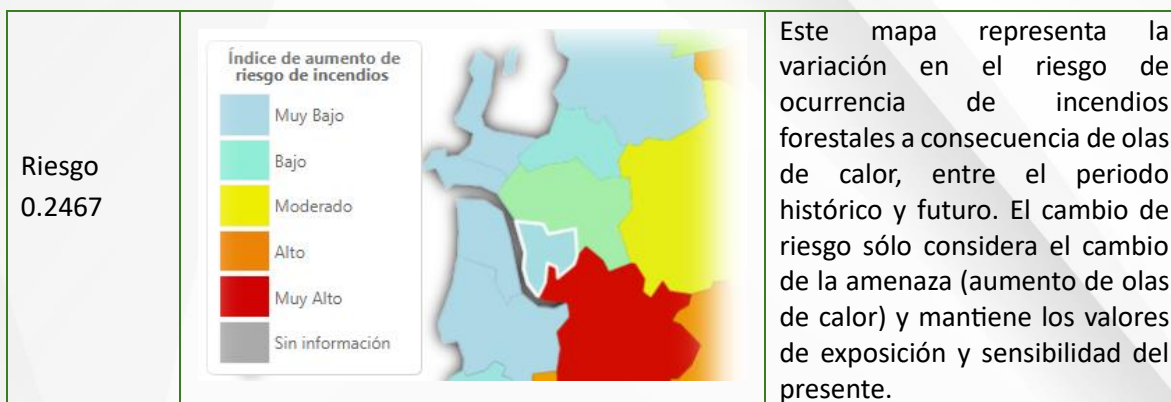 Riesgo
0.2467
Índice de aumento de
riesgo de incendios
Muy Bajo
Bajo
Moderado
Alto
Muy Alto
Sin información
Este mapa representa la
variación en el riesgo de
ocurrencia de incendios
forestales a consecuencia de olas
de calor, entre el periodo
histórico y futuro. El cambio de
riesgo sólo considera el cambio
de la amenaza (aumento de olas
de calor) y mantiene los valores
de exposición y sensibilidad del
presente.